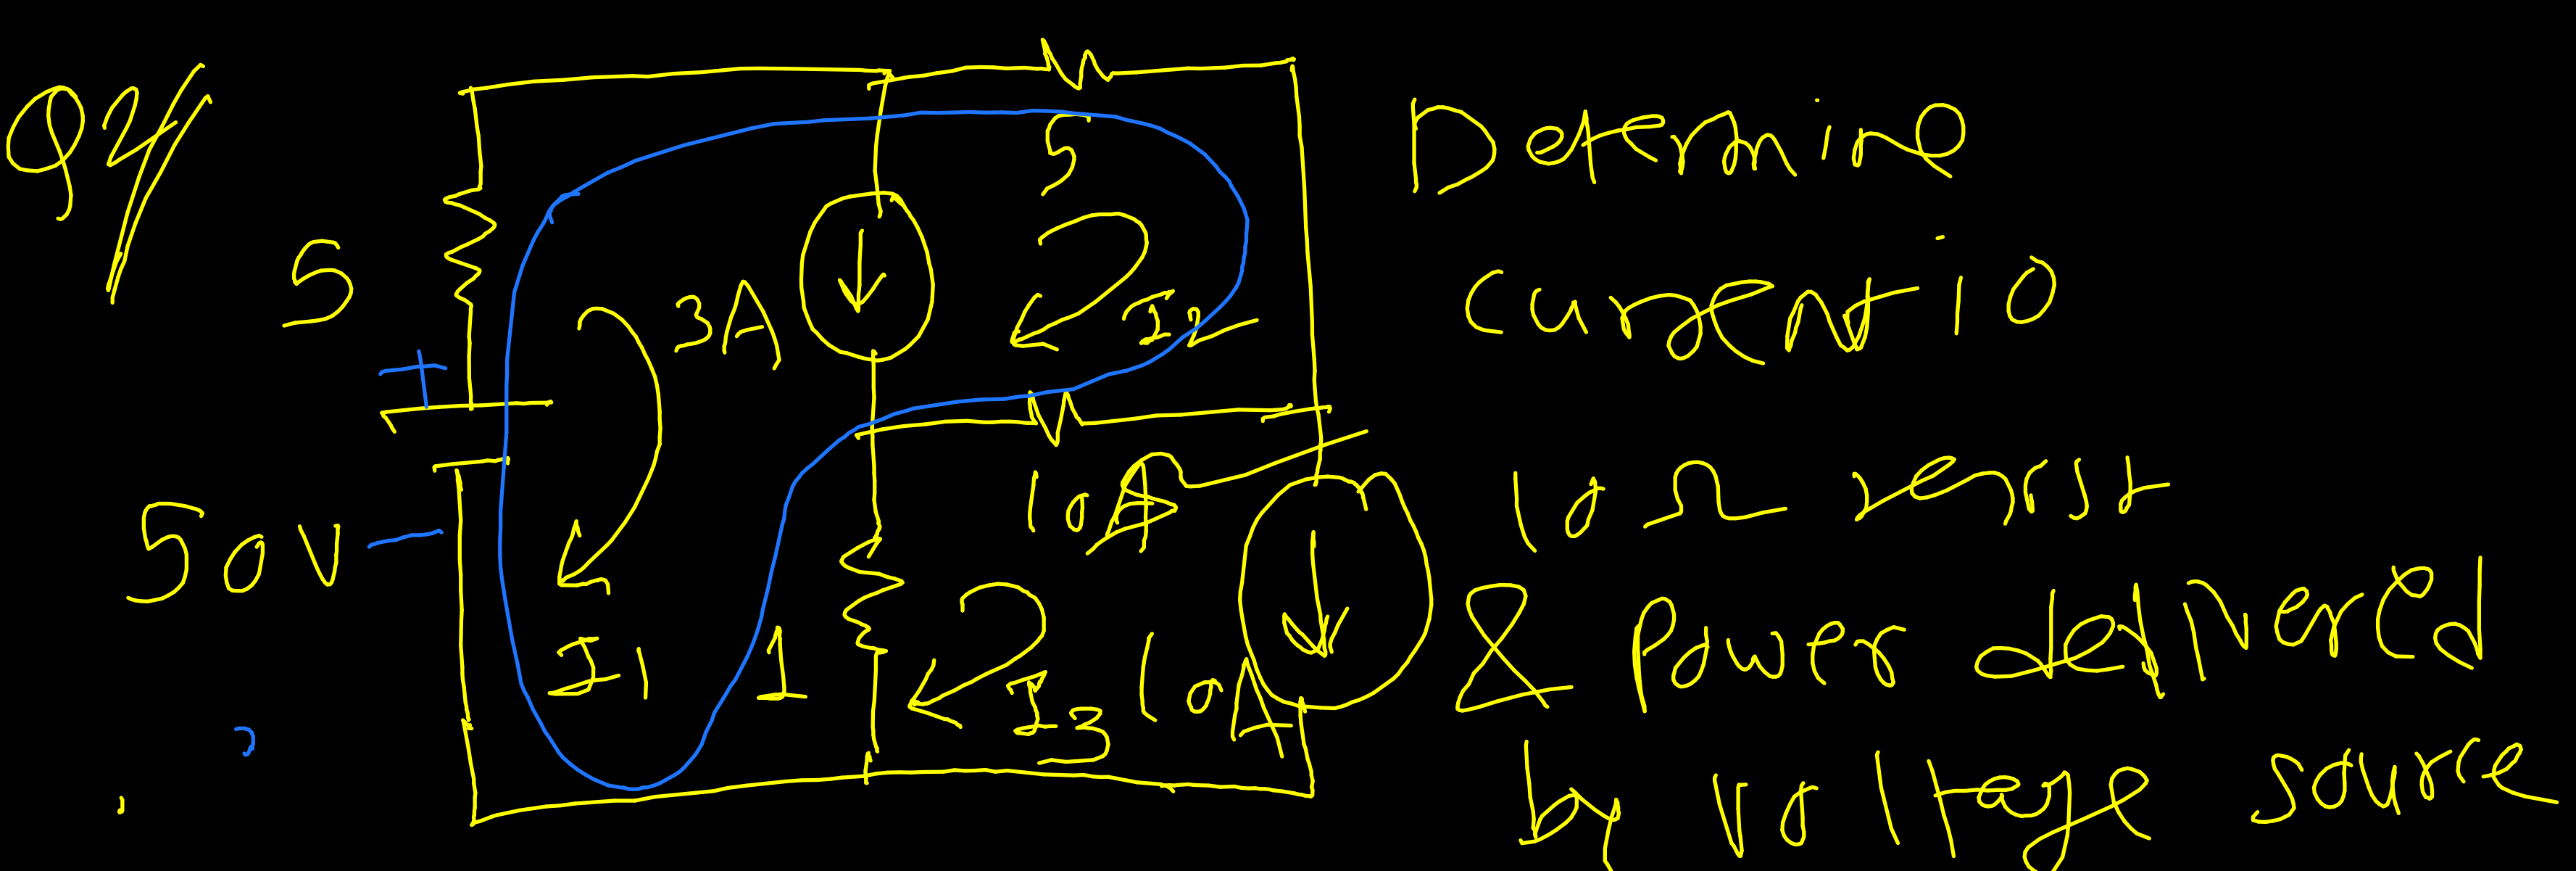 Q4
5
5
3A
I2
+
50V -
10
I1
1
I3
10A
Determine
current in
10 Ω resist
& Power delivered
by voltage source